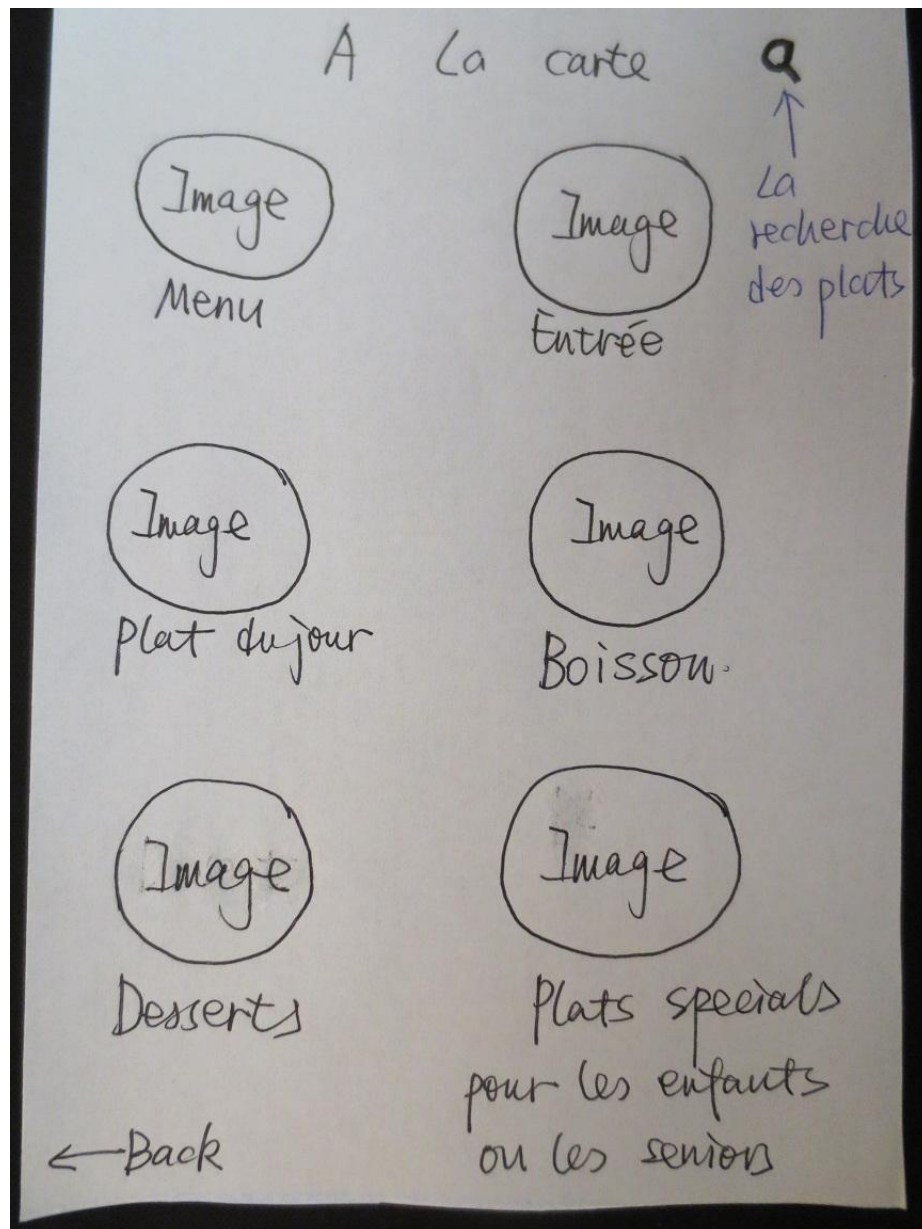 A La carte
La
recherche
des plats
Image
Image
Menu
Entrée
Image
Image
Plat du jour
Boisson.
Image
Image
Desserts
Plats specials
pour les enfants
ou les seniors
←Back